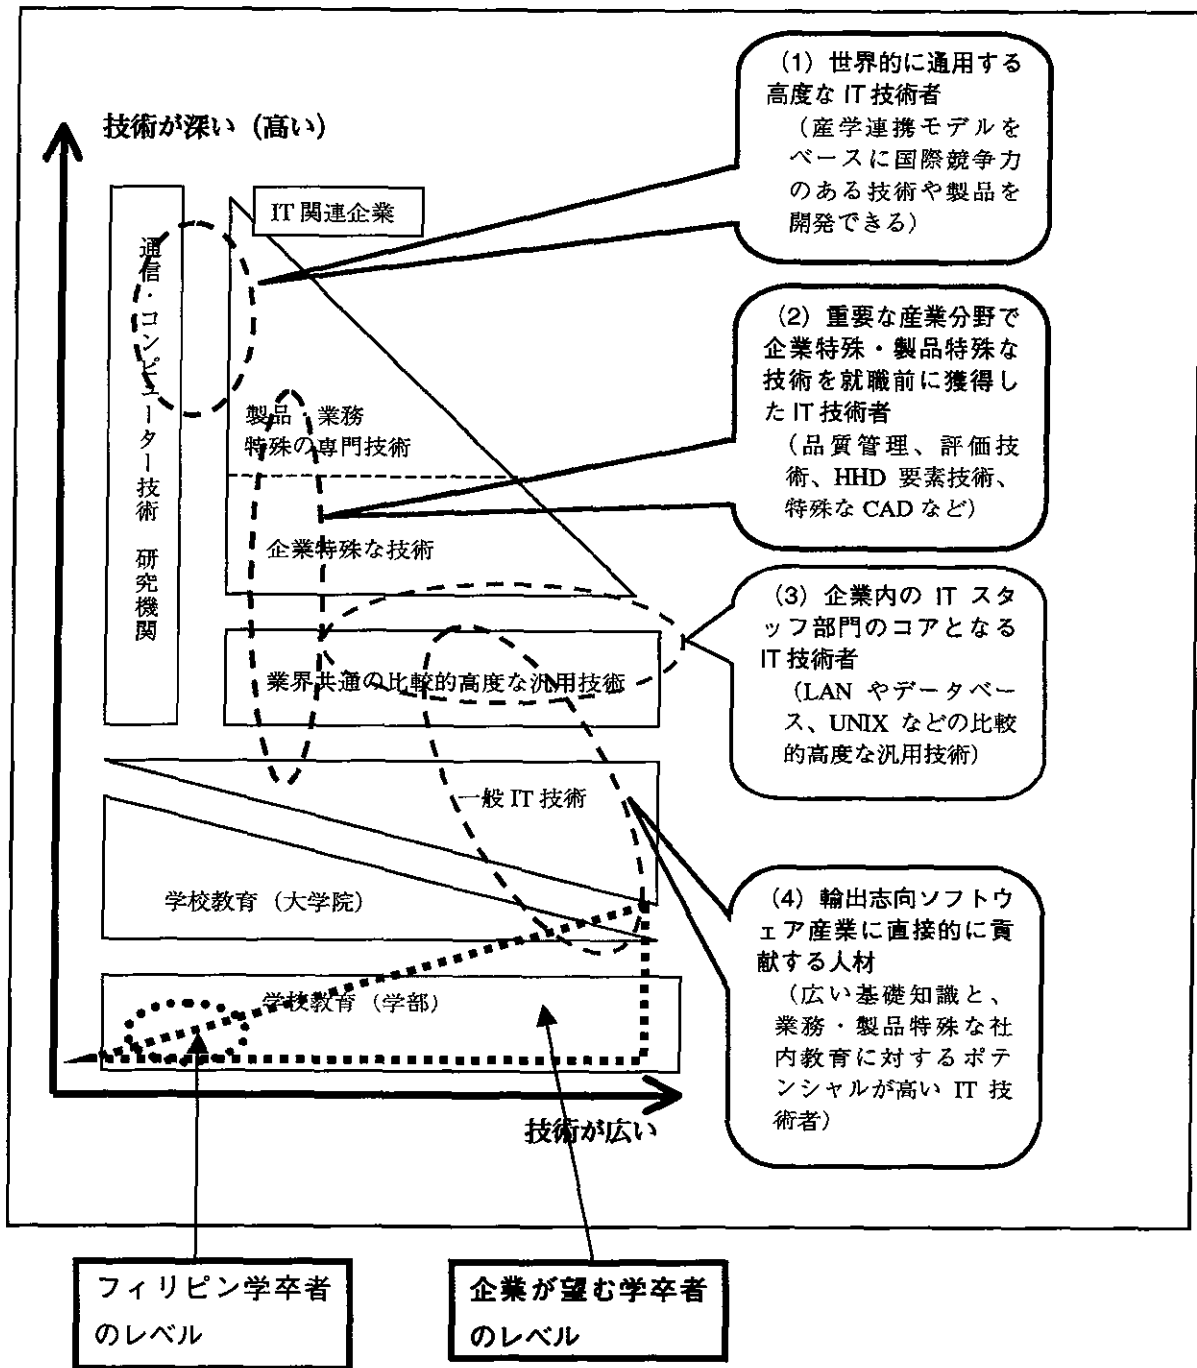 技術が深い（高い）
IT 関連企業
通信・コンピューター技術 研究機関
製品・業務
特殊の専門技術
企業特殊な技術
業界共通の比較的高度な汎用技術
一般 IT 技術
学校教育（大学院）
学校教育（学部）
技術が広い
（1）世界的に通用する
高度な IT 技術者
（産学連携モデルを
ベースに国際競争力
のある技術や製品を
開発できる）
（2）重要な産業分野で
企業特殊・製品特殊な
技術を就職前に獲得し
た IT 技術者
（品質管理、評価技
術、HHD 要素技術、
特殊な CAD など）
（3）企業内の IT スタ
ッフ部門のコアとなる
IT 技術者
（LAN やデータベー
ス、UNIX などの比較
的高度な汎用技術）
（4）輸出志向ソフトウ
ェア産業に直接的に貢
献する人材
（広い基礎知識と、
業務・製品特殊な社
内教育に対するポテ
ンシャルが高い IT 技
術者）
フィリピン学卒者
のレベル
企業が望む学卒者
のレベル